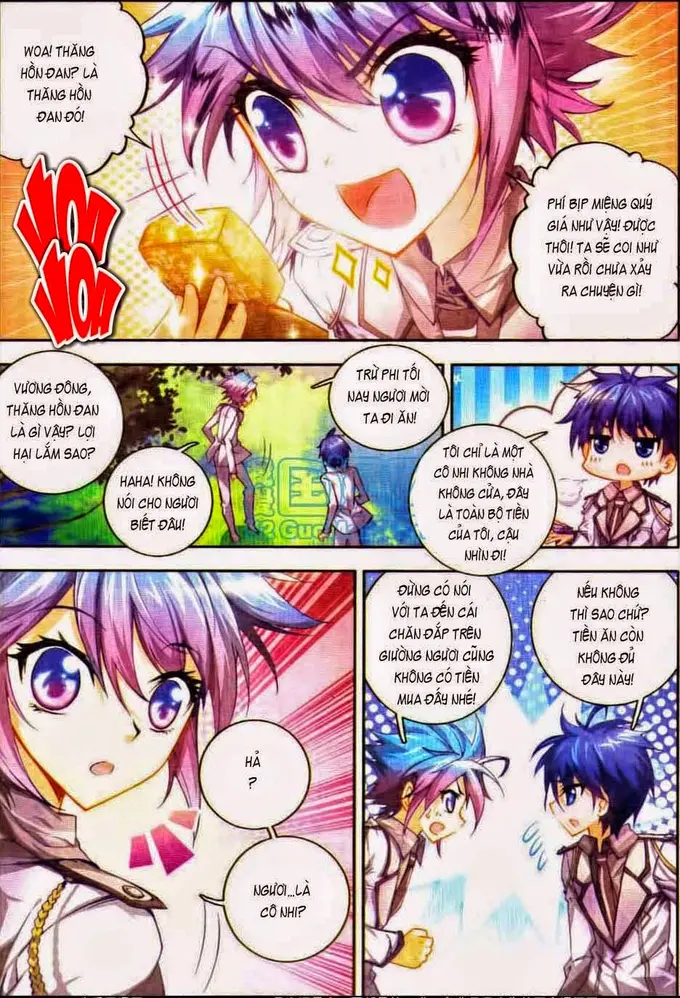 WOA! THĂNG
HỒN ĐAN? LÀ
THĂNG HỒN
ĐAN ĐÓ!
WOA
WOA
PHÍ BỊP MIỆNG QUÝ
GIÁ NHƯ VẬY! ĐƯỢC
THÔI! TA SẼ COI NHƯ
VỪA RỒI CHƯA XẢY
RA CHUYỆN GÌ!
VƯƠNG ĐÔNG,
THĂNG HỒN ĐAN
LÀ GÌ VẬY? LỢI
HẠI LẮM SAO?
HAHA! KHÔNG
NÓI CHO NGƯƠI
BIẾT ĐÂU!
TRỪ PHI TỐI
NAY NGƯƠI MỜI
TA ĐI ĂN!
TÔI CHỈ LÀ MỘT
CÔ NHI KHÔNG NHÀ
KHÔNG CỬA, ĐÂY
LÀ TOÀN BỘ TIỀN
CỦA TÔI, CẬU
NHÌN ĐI!
HẢ
?
NGƯƠI...LÀ
CÔ NHI?
ĐỪNG CÓ NÓI
VỚI TA ĐẾN CÁI
CHĂN ĐẮP TRÊN
GIƯỜNG NGƯƠI CŨNG
KHÔNG CÓ TIỀN
MUA ĐẤY NHÉ!
NẾU KHÔNG
THÌ SAO CHỨ?
TIỀN ĂN CÒN
KHÔNG ĐỦ
ĐÂY NÀY!